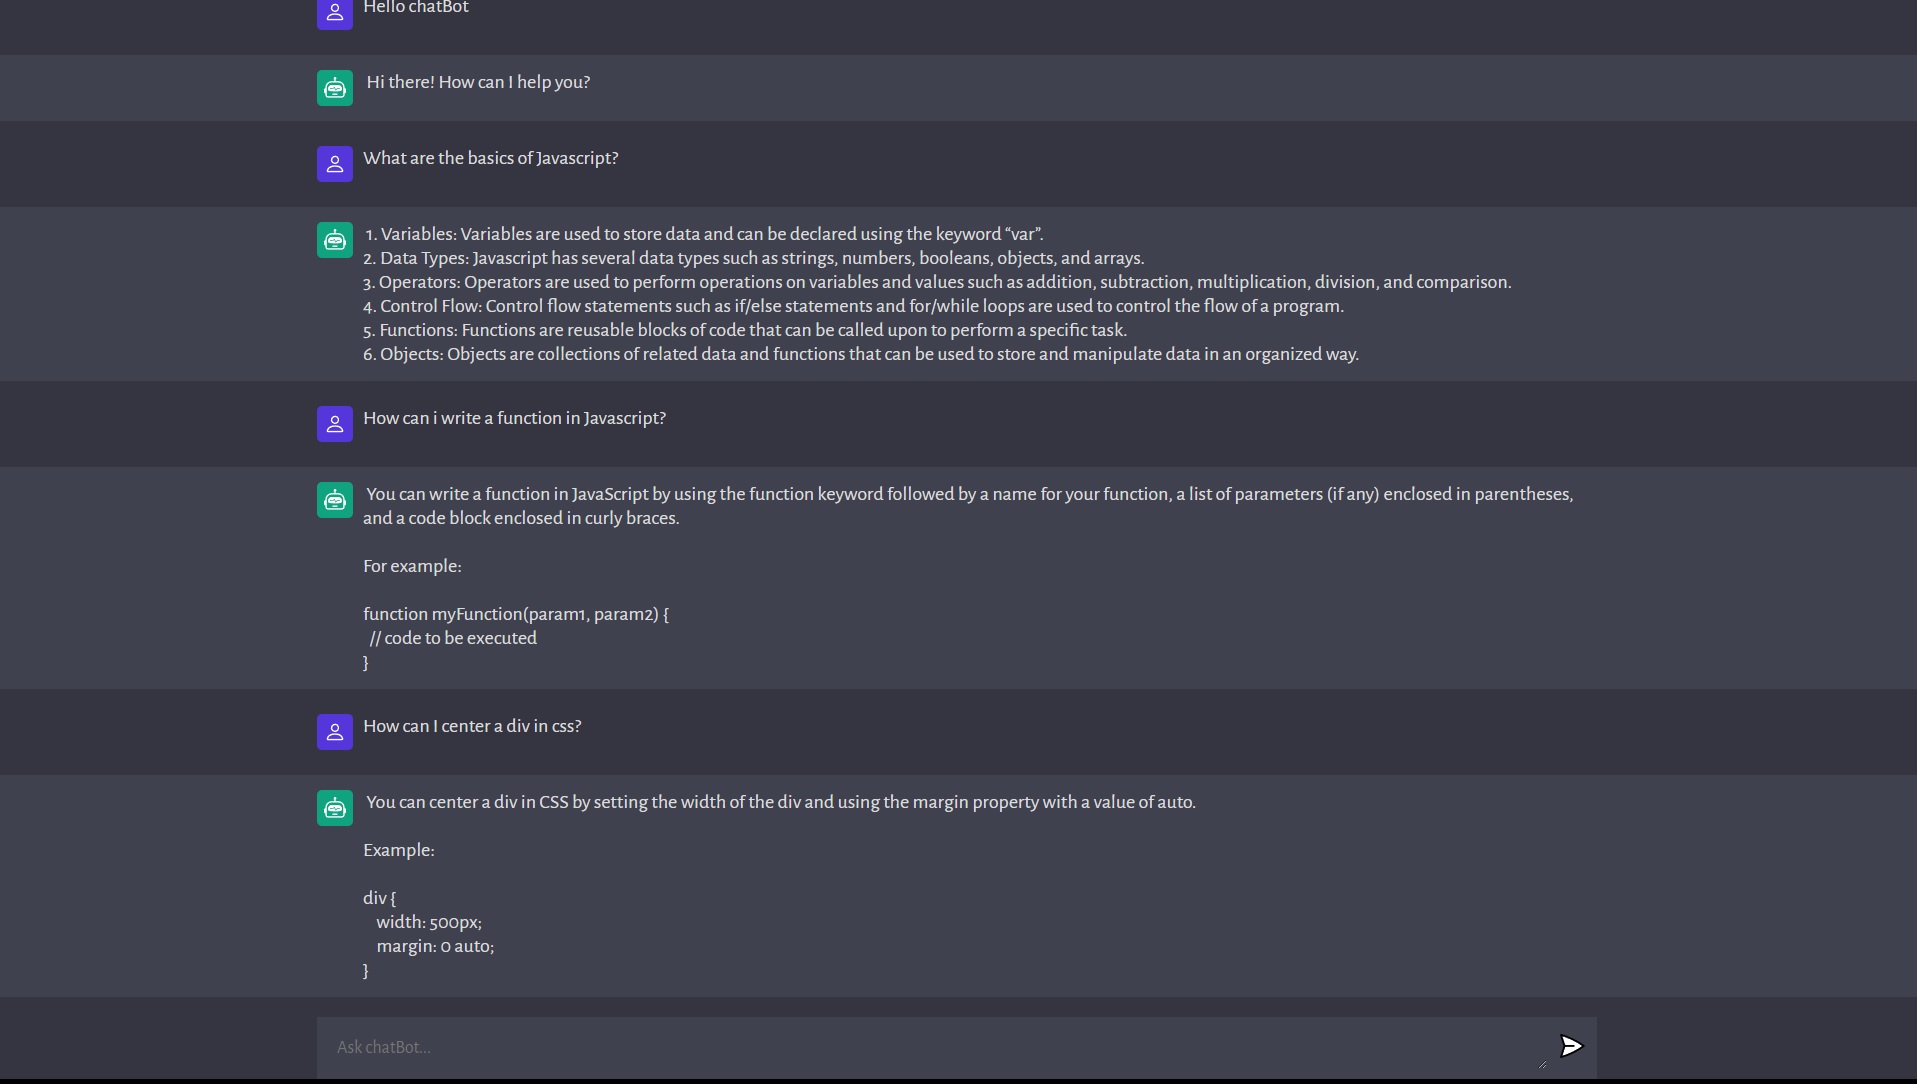 Hello chatBot
Hi there! How can I help you?
What are the basics of Javascript?
1. Variables: Variables are used to store data and can be declared using the keyword “var”.
2. Data Types: Javascript has several data types such as strings, numbers, booleans, objects, and arrays.
3. Operators: Operators are used to perform operations on variables and values such as addition, subtraction, multiplication, division, and comparison.
4. Control Flow: Control flow statements such as if/else statements and for/while loops are used to control the flow of a program.
5. Functions: Functions are reusable blocks of code that can be called upon to perform a specific task.
6. Objects: Objects are collections of related data and functions that can be used to store and manipulate data in an organized way.
How can i write a function in Javascript?
You can write a function in JavaScript by using the function keyword followed by a name for your function, a list of parameters (if any) enclosed in parentheses,
and a code block enclosed in curly braces.
For example:
function myFunction(param1, param2) {
  // code to be executed
}
How can I center a div in css?
You can center a div in CSS by setting the width of the div and using the margin property with a value of auto.
Example:
div {
    width: 500px;
    margin: 0 auto;
}
Ask chatBot...